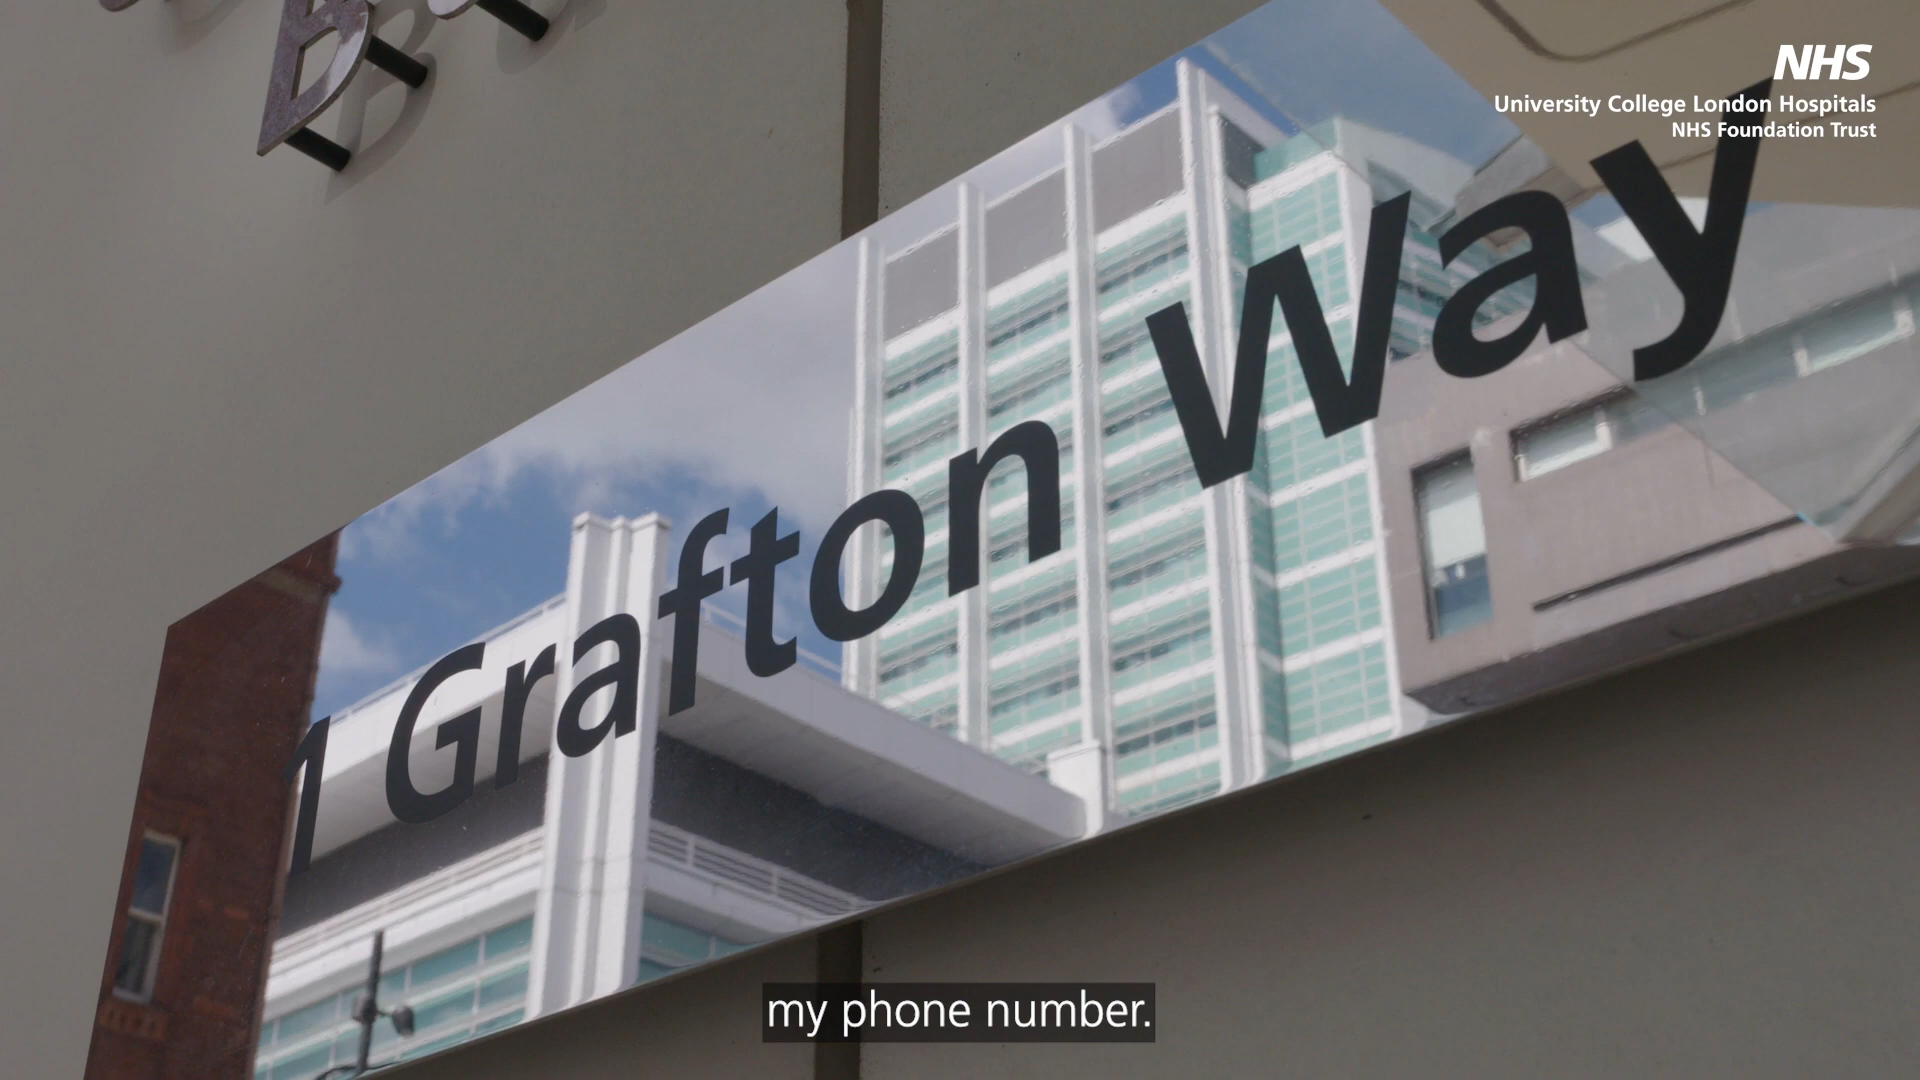 B
NHS
University College London Hospitals
NHS Foundation Trust
1 Grafton Way
my phone number.